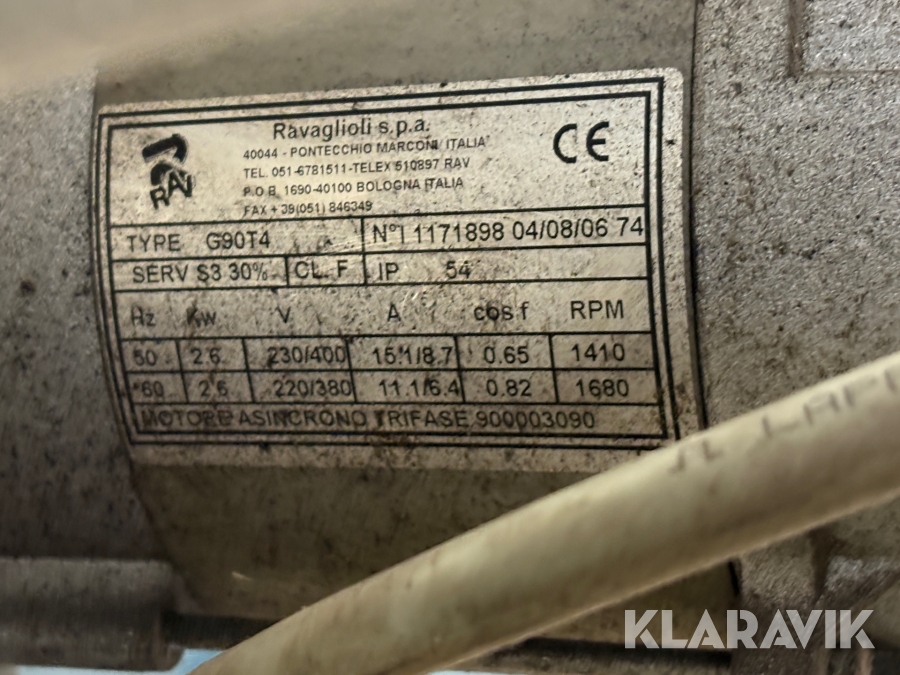 Ravaglioli s.p.a.
40044 - PONTECCHIO MARCONI ITALIA
TEL. 051-6781511-TELEX 510897 RAV
P.O.B. 1690-40100 BOLOGNA ITALIA
FAX + 39(051) 846349
CE
RAV
TYPE G90T4 N°I 1171898 04/08/06 74
SERV S3 30% CL. F IP 54
Hz Kw V A cos f RPM
50 2.6 230/400 15.1/8.7 0.65 1410
60 2.6 220/380 11.1/6.4 0.82 1680
MOTORE ASINCRONO TRIFASE 900003090
KLARAVIK